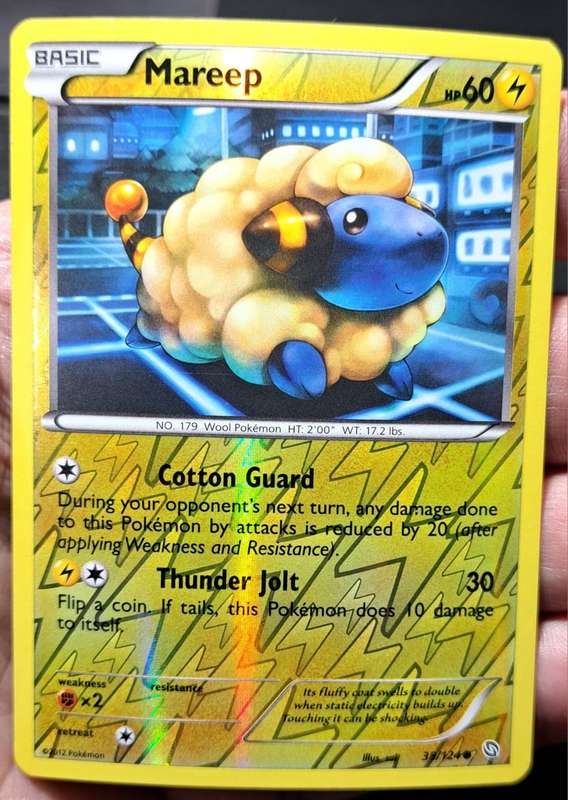 BASIC
Mareep
HP60
NO. 179 Wool Pokémon HT: 2'00" WT: 17.2 lbs.
Cotton Guard
During your opponent's next turn, any damage done
to this Pokémon by attacks is reduced by 20 (after
applying Weakness and Resistance).
Thunder Jolt 30
Flip a coin. If tails, this Pokémon does 10 damage
to itself.
weakness
resistance
×2
retreat
Its fluffy coat swells to double
when static electricity builds up.
Touching it can be shocking.
©2012 Pokémon
Illus. /124